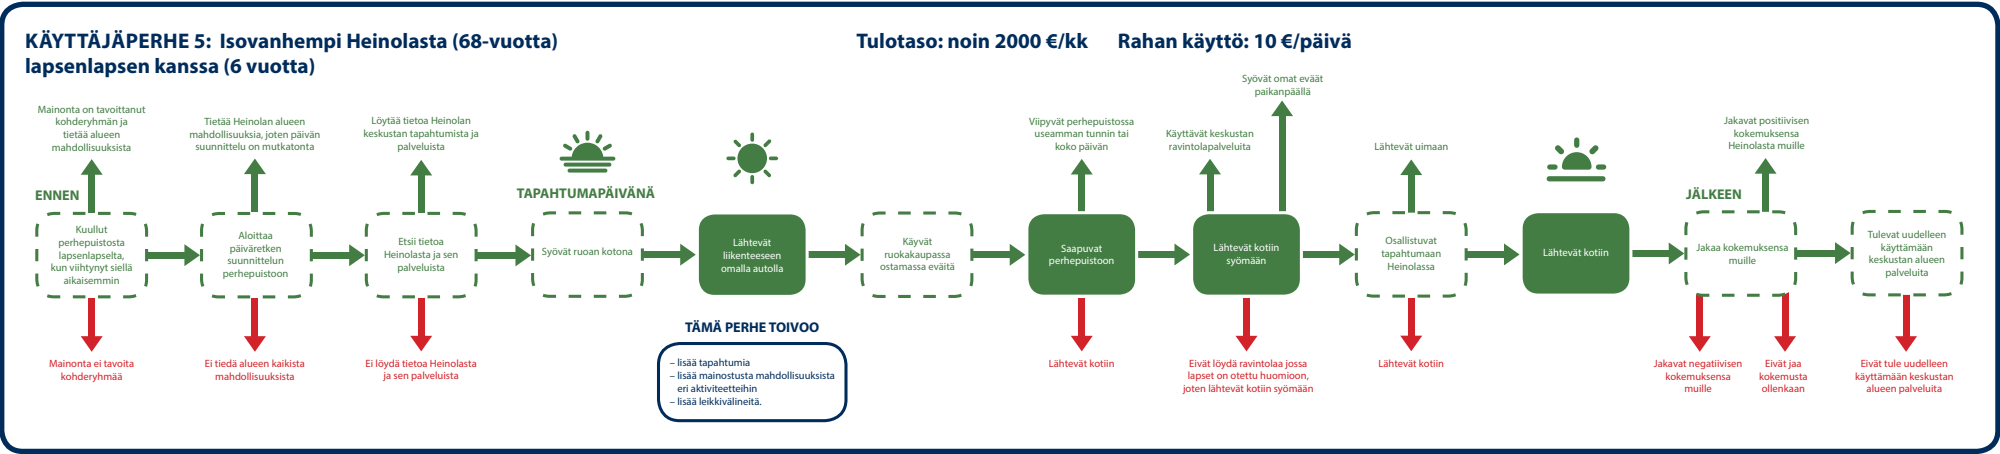 KÄYTTÄJÄPERHE 5: Isovanhempi Heinolasta (68-vuotta)
lapsenlapsen kanssa (6 vuotta)
Tulotaso: noin 2000 €/kk
Rahan käyttö: 10 €/päivä
Mainonta on tavoittanut
kohderyhmän ja
tietää alueen
mahdollisuuksista
Tietää Heinolan alueen
mahdollisuuksia, joten päivän
suunnittelu on mutkatonta
Löytää tietoa Heinolan
keskustan tapahtumista ja
palveluista
Viipyvät perhepuistossa
useamman tunnin tai
koko päivän
Käyttävät keskustan
ravintolapalveluita
Syövät omat eväät
paikanpäällä
Lähtevät uimaan
Jakavat positiivisen
kokemuksensa
Heinolasta muille
ENNEN
TAPAHTUMAPÄIVÄNÄ
JÄLKEEN
Kuullut
perhepuistosta
lapsenlapselta,
kun viihtynyt siellä
aikaisemmin
Aloittaa
päiväretken
suunnittelun
perhepuistoon
Etsii tietoa
Heinolasta ja sen
palveluista
Syövät ruoan kotona
Lähtevät
liikenteeseen
omalla autolla
Käyvät
ruokakaupassa
ostamassa eväitä
Saapuvat
perhepuistoon
Lähtevät kotiin
syömään
Osallistuvat
tapahtumaan
Heinolassa
Lähtevät kotiin
Jakaa kokemuksensa
muille
Tulevat uudelleen
käyttämään
keskustan alueen
palveluita
Mainonta ei tavoita
kohderyhmää
Ei tiedä alueen kaikista
mahdollisuuksista
Ei löydä tietoa Heinolasta
ja sen palveluista
TÄMÄ PERHE TOIVOO
– lisää tapahtumia
– lisää mainostusta mahdollisuuksista
eri aktiviteetteihin
– lisää leikkivälineitä.
Lähtevät kotiin
Eivät löydä ravintolaa jossa
lapset on otettu huomioon,
joten lähtevät kotiin syömään
Lähtevät kotiin
Jakavat negatiivisen
kokemuksensa
muille
Eivät jaa
kokemusta
ollenkaan
Eivät tule uudelleen
käyttämään keskustan
alueen palveluita